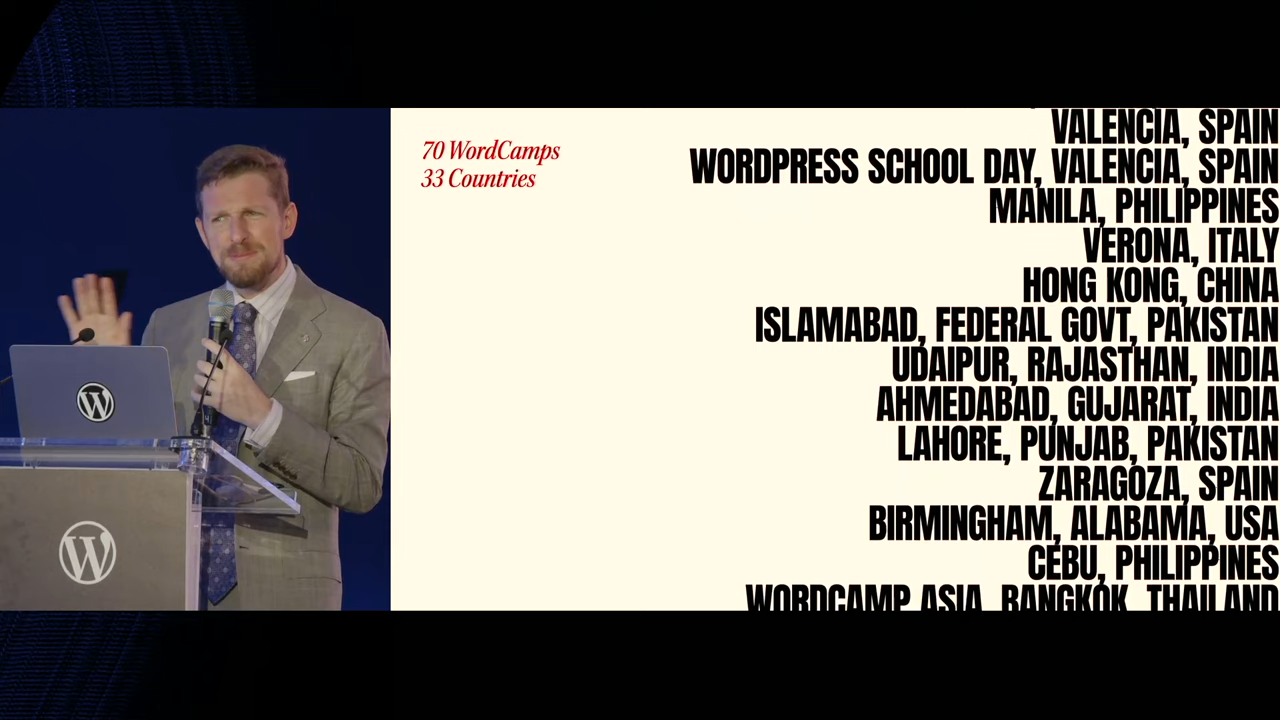 70 WordCamps
33 Countries
VALENCIA, SPAIN
WORDPRESS SCHOOL DAY, VALENCIA, SPAIN
MANILA, PHILIPPINES
VERONA, ITALY
HONG KONG, CHINA
ISLAMABAD, FEDERAL GOVT, PAKISTAN
UDAIPUR, RAJASTHAN, INDIA
AHMEDABAD, GUJARAT, INDIA
LAHORE, PUNJAB, PAKISTAN
ZARAGOZA, SPAIN
BIRMINGHAM, ALABAMA, USA
CEBU, PHILIPPINES
WORDCAMP ASIA, BANGKOK, THAILAND